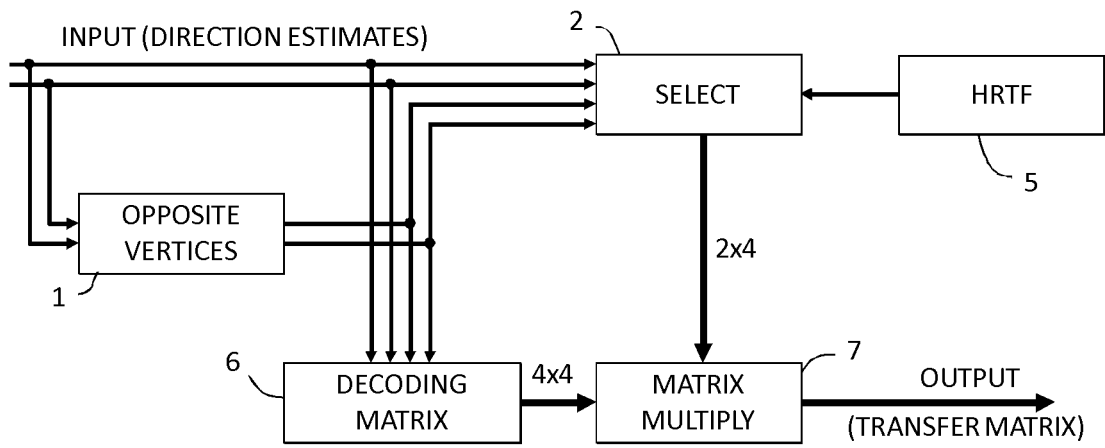 2
INPUT (DIRECTION ESTIMATES)
SELECT
HRTF
5
OPPOSITE
VERTICES
1
2x4
6
7
DECODING
MATRIX
4x4
MATRIX
MULTIPLY
OUTPUT
(TRANSFER MATRIX)